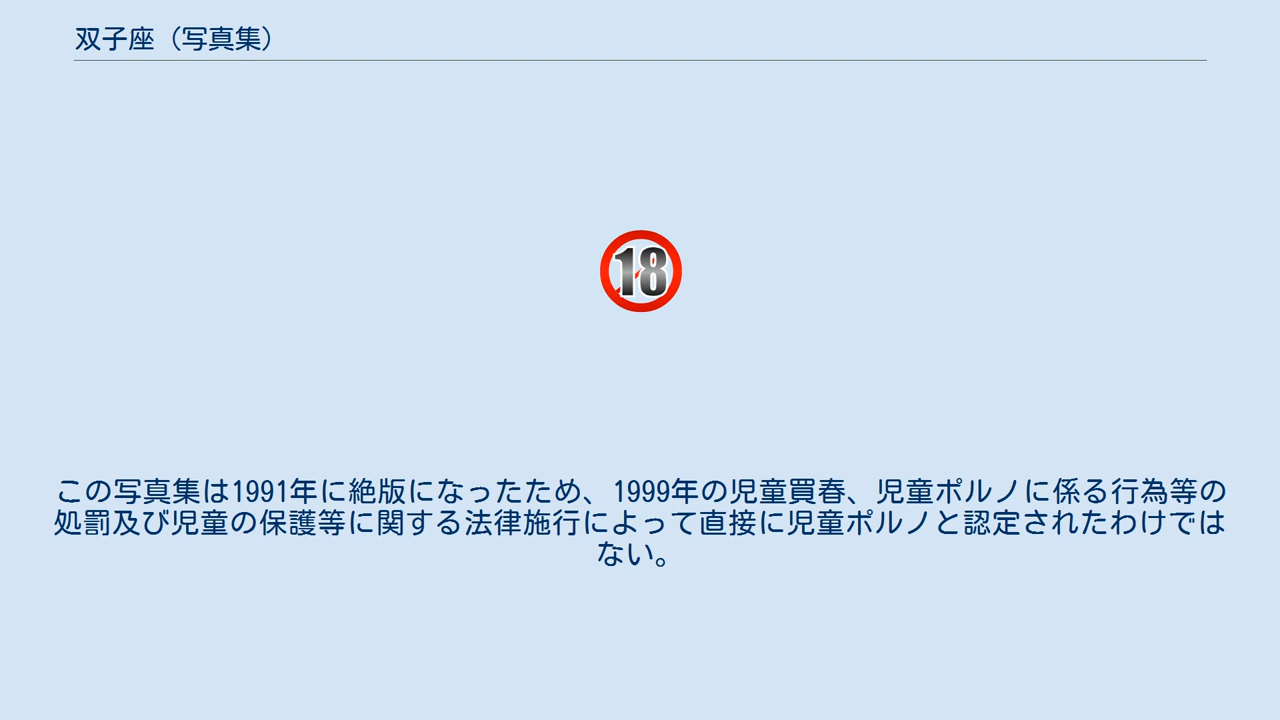 双子座（写真集）
18
この写真集は1991年に絶版になったため、1999年の児童買春、児童ポルノに係る行為等の
処罰及び児童の保護等に関する法律施行によって直接に児童ポルノと認定されたわけでは
ない。